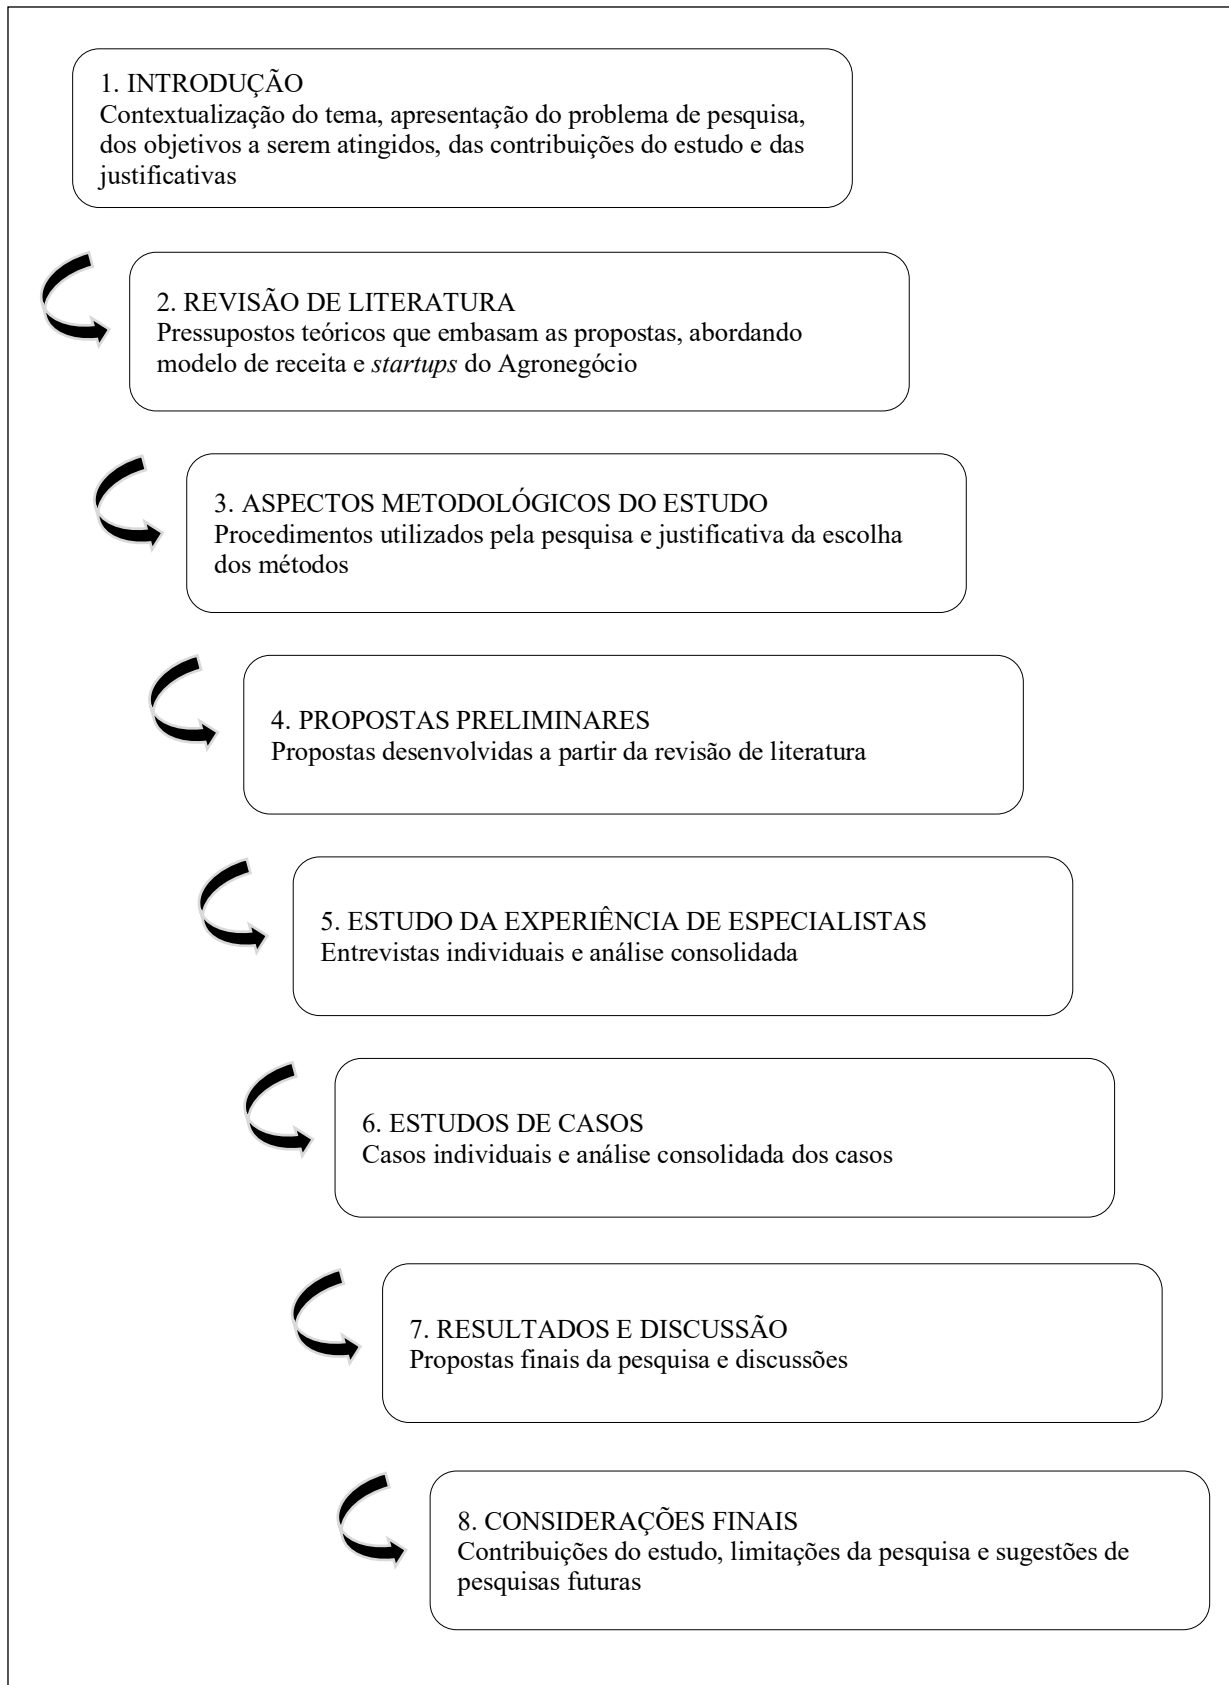 1. INTRODUÇÃO
Contextualização do tema, apresentação do problema de pesquisa,
dos objetivos a serem atingidos, das contribuições do estudo e das
justificativas
2. REVISÃO DE LITERATURA
Pressupostos teóricos que embasam as propostas, abordando
modelo de receita e startups do Agronegócio
3. ASPECTOS METODOLÓGICOS DO ESTUDO
Procedimentos utilizados pela pesquisa e justificativa da escolha
dos métodos
4. PROPOSTAS PRELIMINARES
Propostas desenvolvidas a partir da revisão de literatura
5. ESTUDO DA EXPERIÊNCIA DE ESPECIALISTAS
Entrevistas individuais e análise consolidada
6. ESTUDOS DE CASOS
Casos individuais e análise consolidada dos casos
7. RESULTADOS E DISCUSSÃO
Propostas finais da pesquisa e discussões
8. CONSIDERAÇÕES FINAIS
Contribuições do estudo, limitações da pesquisa e sugestões de
pesquisas futuras